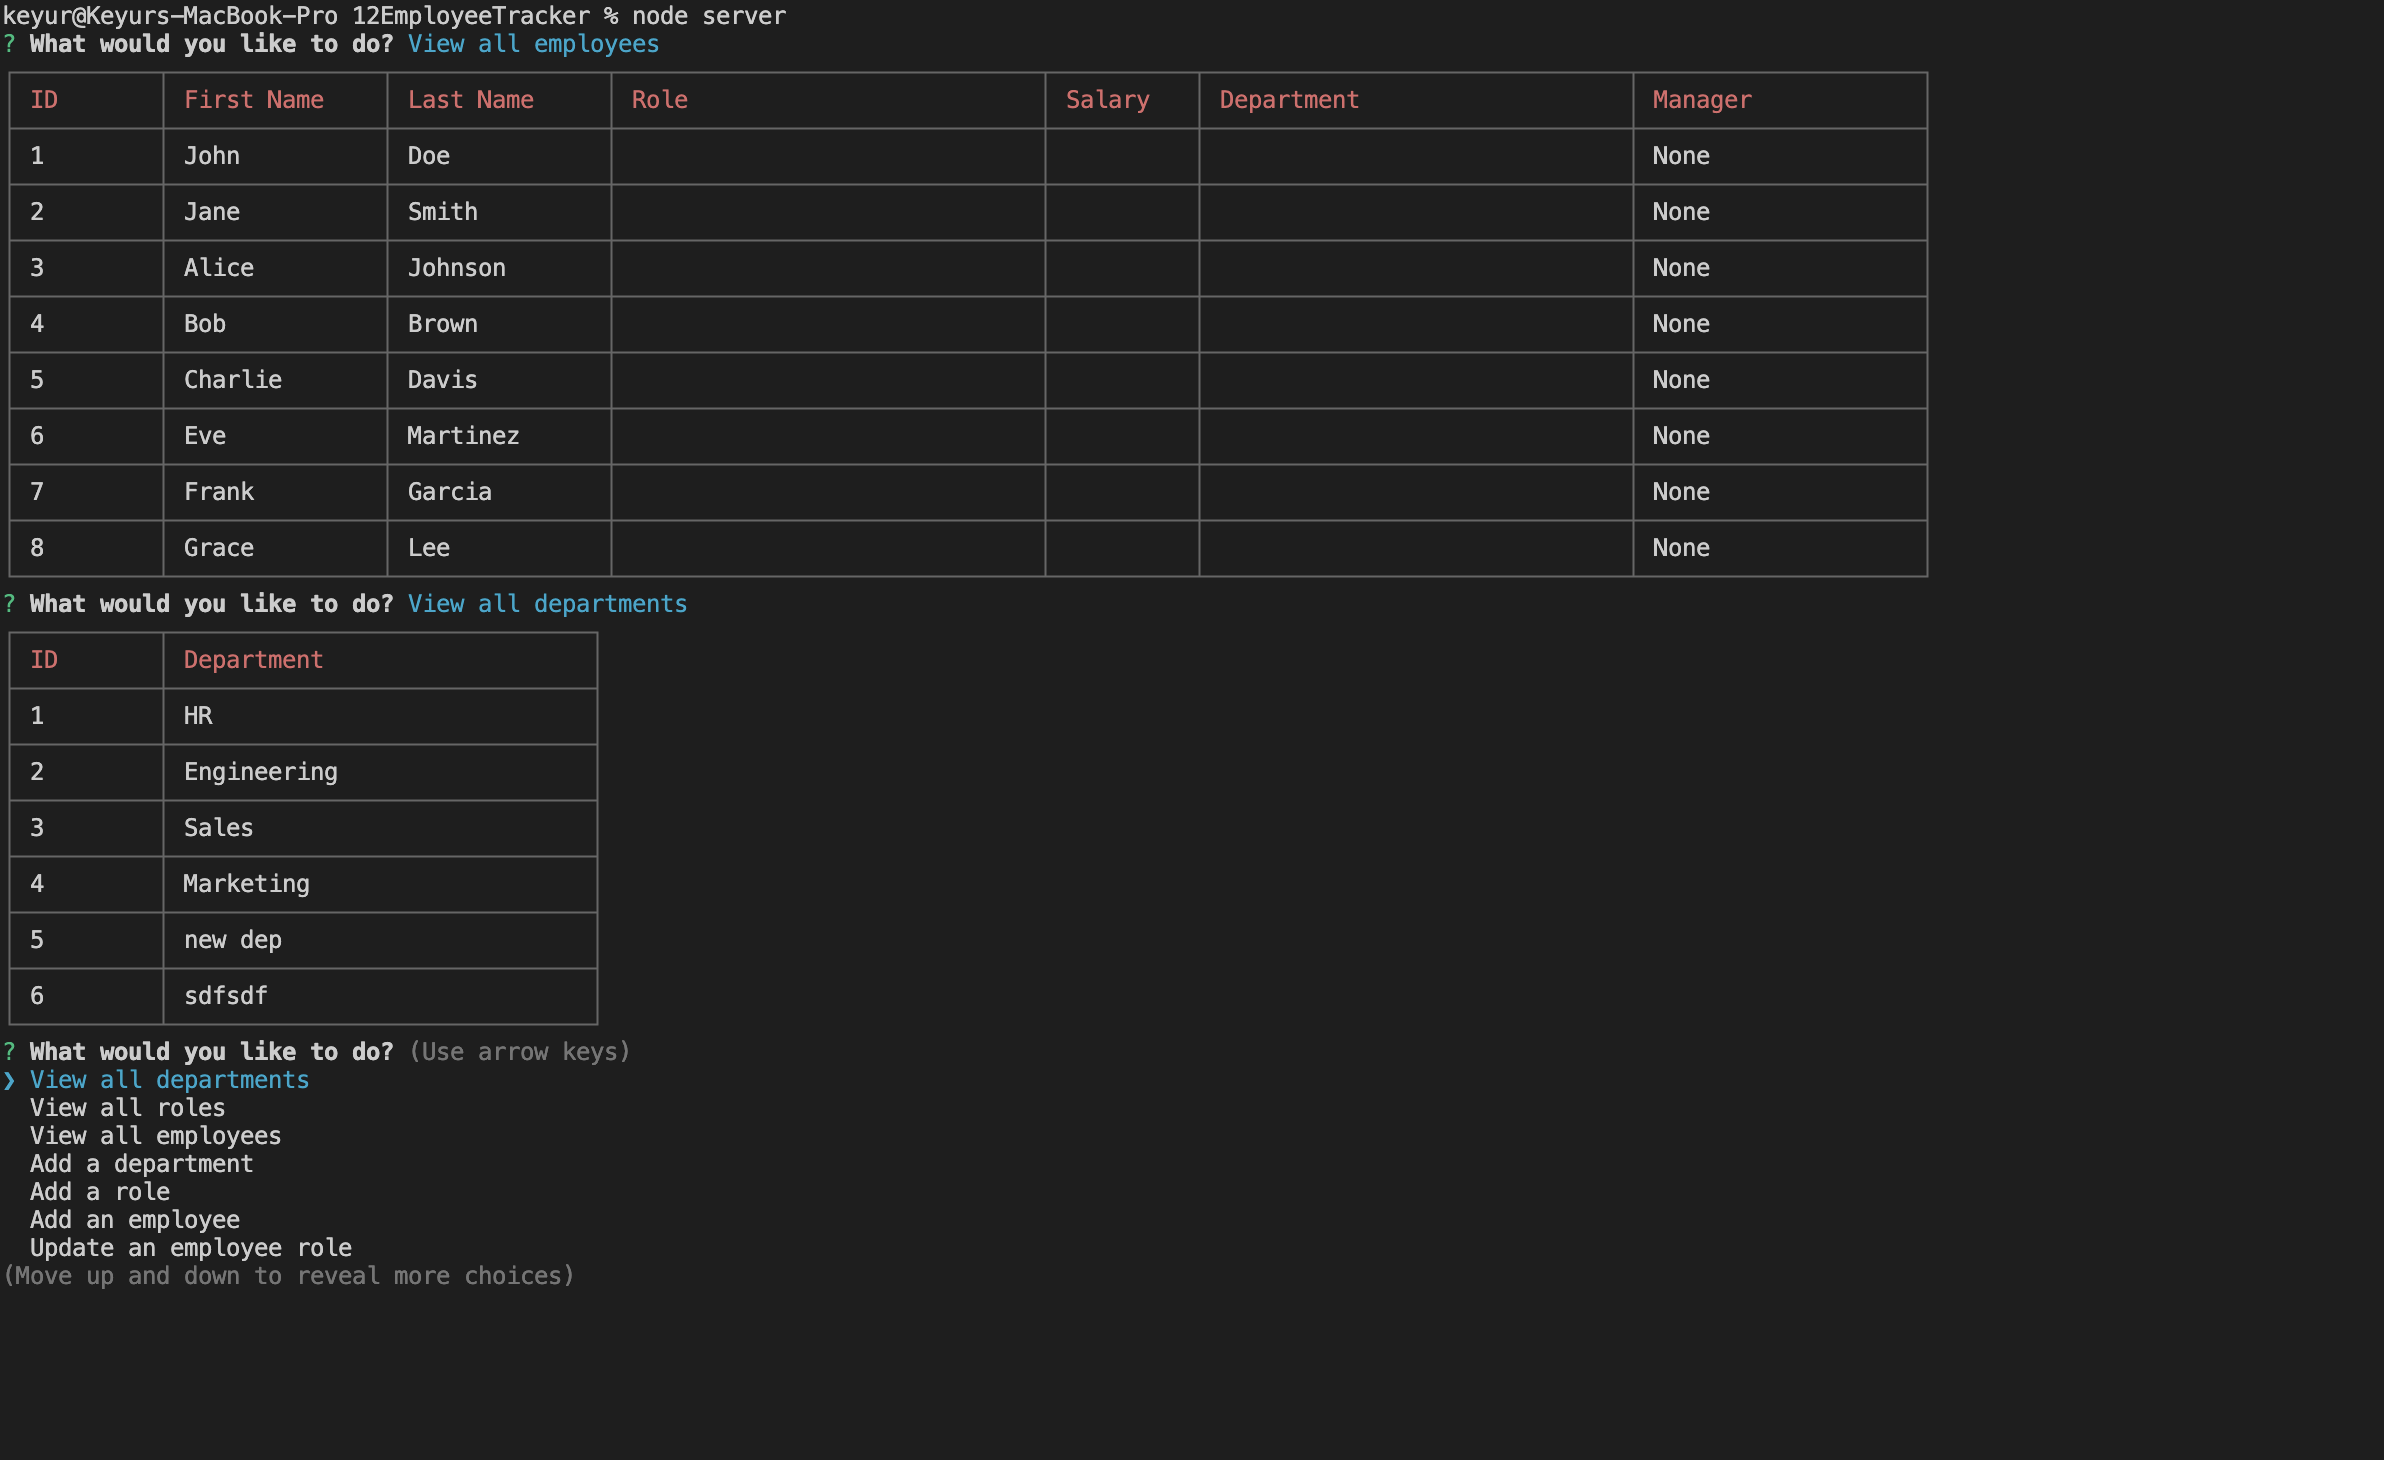 keyur@Keyurs-MacBook-Pro 12EmployeeTracker % node server
? What would you like to do? View all employees
ID First Name Last Name Role Salary Department Manager
1 John Doe None
2 Jane Smith None
3 Alice Johnson None
4 Bob Brown None
5 Charlie Davis None
6 Eve Martinez None
7 Frank Garcia None
8 Grace Lee None
? What would you like to do? View all departments
ID Department
1 HR
2 Engineering
3 Sales
4 Marketing
5 new dep
6 sdfsdf
? What would you like to do? (Use arrow keys)
❯ View all departments
View all roles
View all employees
Add a department
Add a role
Add an employee
Update an employee role
(Move up and down to reveal more choices)